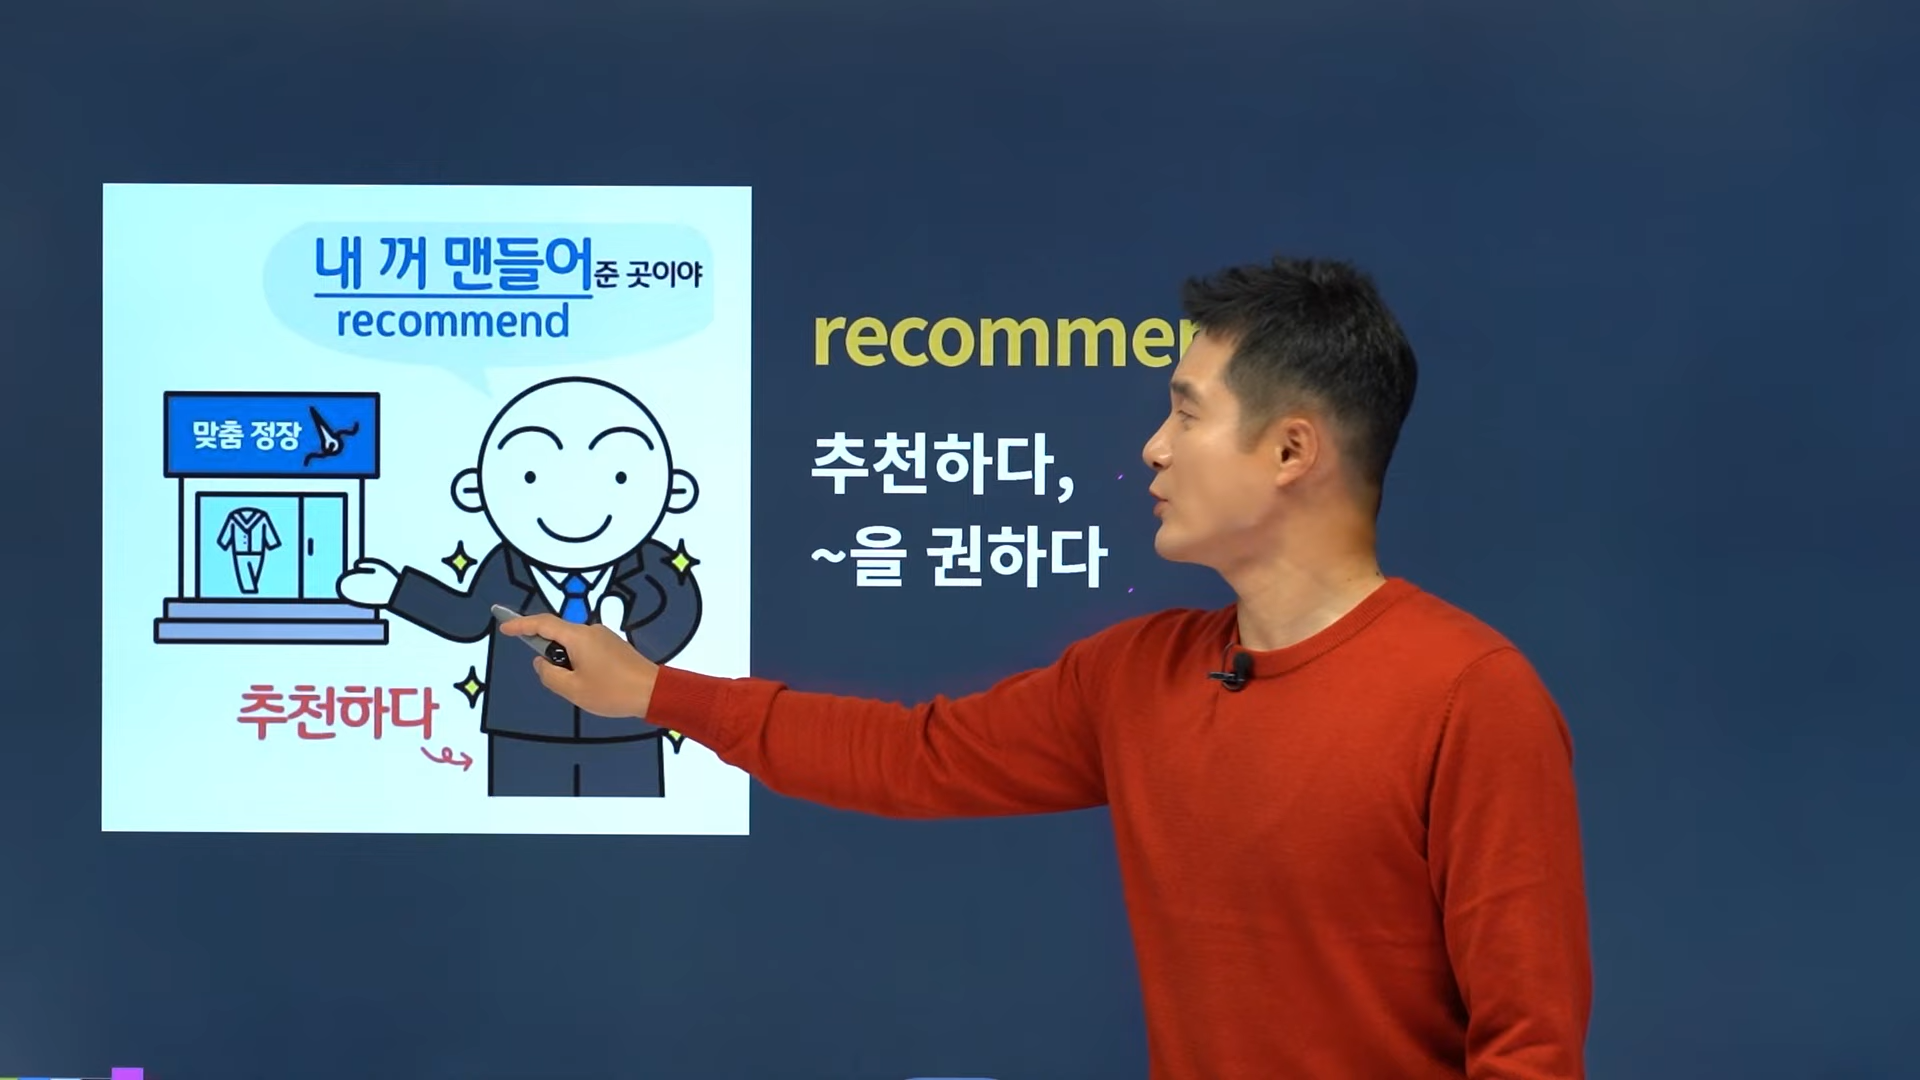 내 꺼 맨들어준 곳이야
recommend
맞춤 정장
추천하다
recommen
추천하다,
~을 권하다